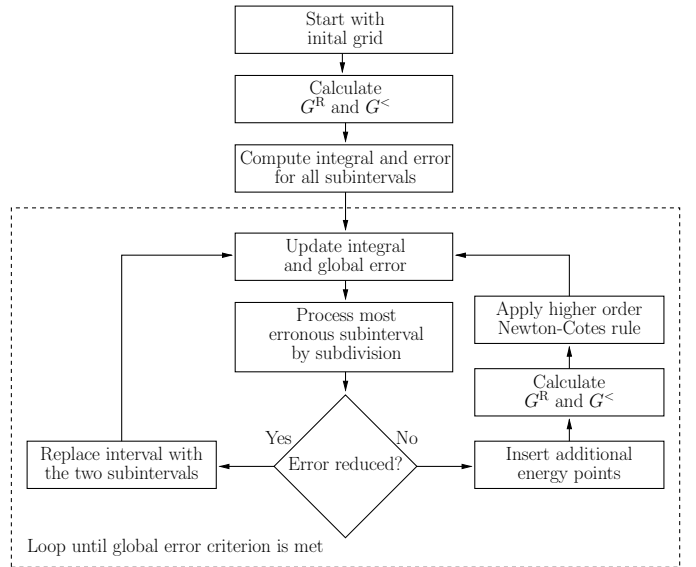 Start with
inital grid
Calculate
G^R and G^<
Compute integral and error
for all subintervals
Update integral
and global error
Process most
erronous subinterval
by subdivision
Apply higher order
Newton-Cotes rule
Calculate
G^R and G^<
Yes
No
Error reduced?
Replace interval with
the two subintervals
Insert additional
energy points
Loop until global error criterion is met